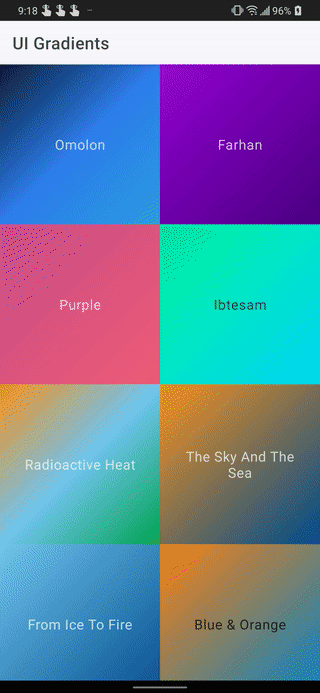 9:18 96%
UI Gradients
Omolon
Farhan
Purple
Ibtesam
Radioactive Heat
The Sky And The
Sea
From Ice To Fire
Blue & Orange